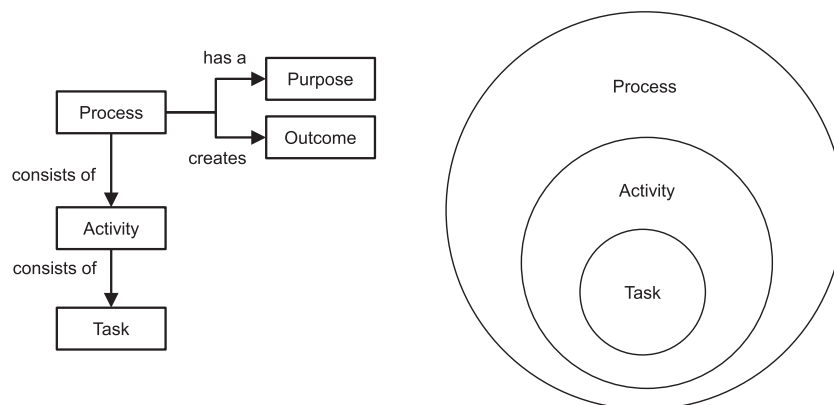 has a
Purpose
Process
Outcome
creates
consists of
Activity
consists of
Task
Process
Activity
Task